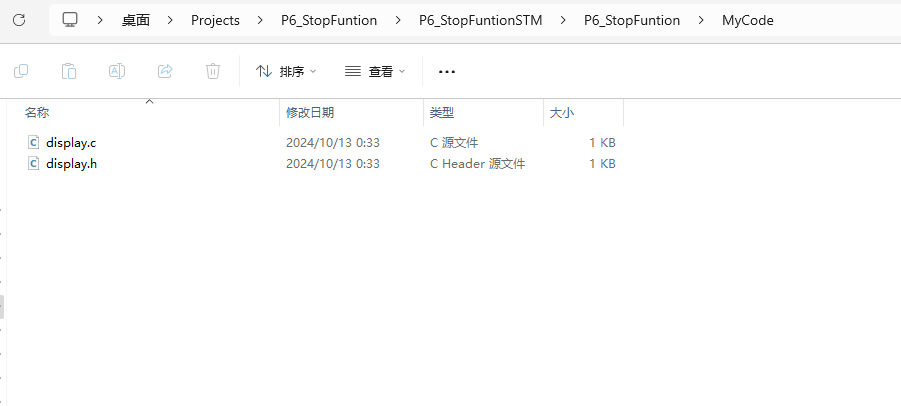 桌面 Projects P6_StopFuntion P6_StopFuntionSTM P6_StopFuntion MyCode
排序 查看
名称 修改日期 类型 大小
display.c 2024/10/13 0:33 C 源文件 1 KB
display.h 2024/10/13 0:33 C Header 源文件 1 KB